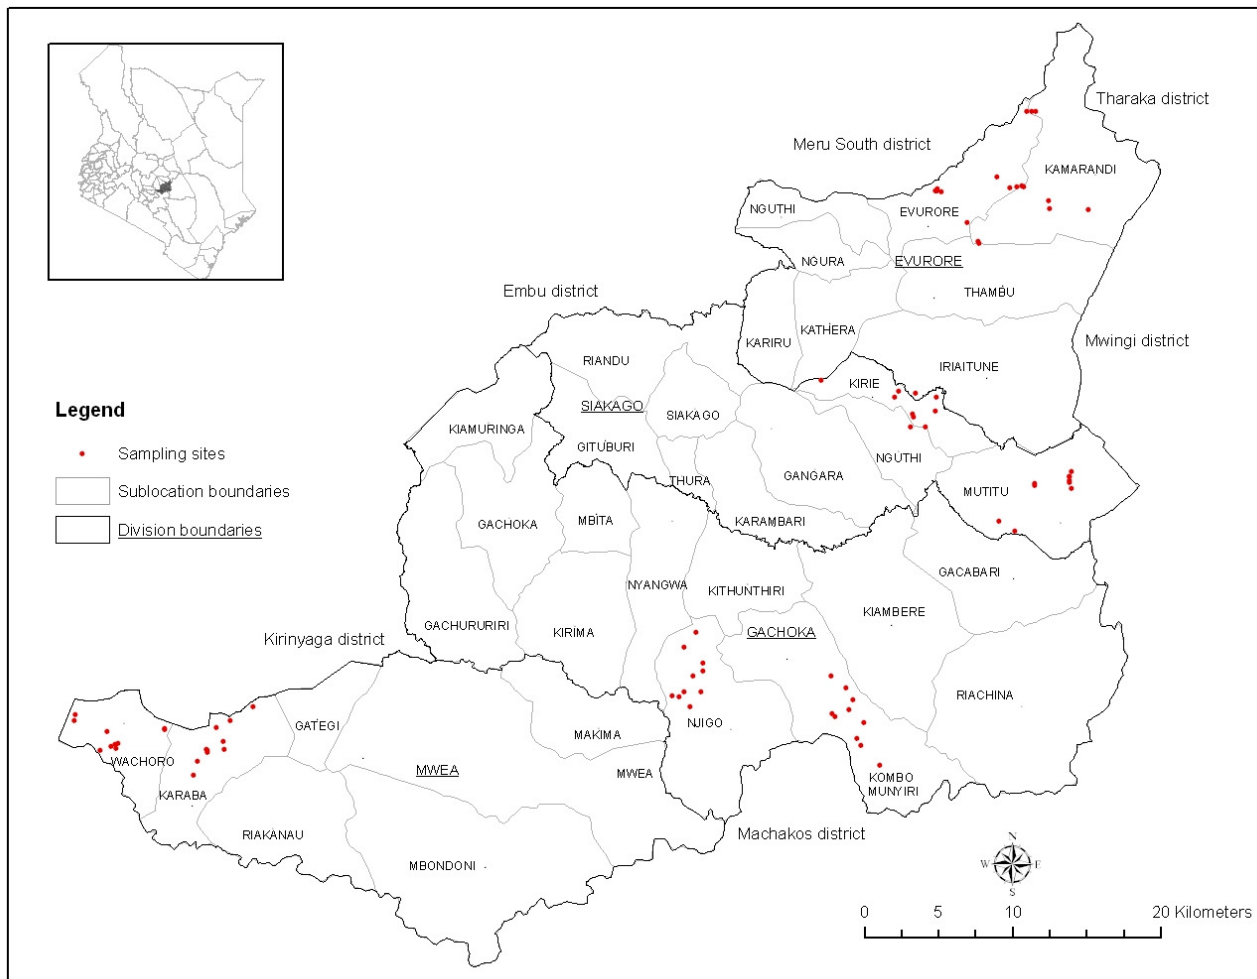 Tharaka district
Meru South district
KAMARANDI
NGUTHI
EVURORE
NGURA
EVURORE
THAMBU
Embu district
KARIRU
KATHERA
Mwingi district
RIANDU
KIRIE
IRIAITUNE
Legend
SIAKAGO
SIAKAGO
KIAMURINGA
Sampling sites
GITUBURI
NGUTHI
GANGARA
THURA
Sublocation boundaries
MUTITU
GACHOKA
MBITA
KARAMBARI
Division boundaries
GACABARI
NYANGWA
KITHUNTHIRI
KIAMBERE
GACHURURIRI
KIRIMA
GACHOKA
Kirinyaga district
RIACHINA
NJIGO
GATEGI
MAKIMA
WACHORO
MWEA
MWEA
KOMBO
MUNYIRI
KARABA
RIAKANAU
Machakos district
MBONDONI
N
W E
S
0 5 10 20 Kilometers